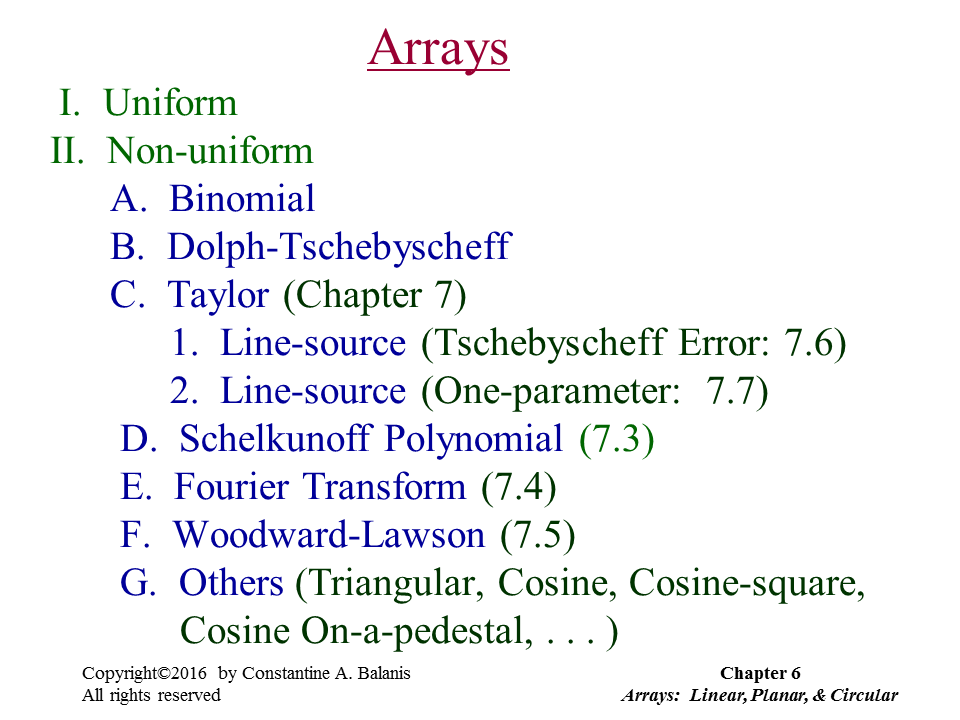 Arrays
I. Uniform
II. Non-uniform
A. Binomial
B. Dolph-Tschebyscheff
C. Taylor (Chapter 7)
1. Line-source (Tschebyscheff Error: 7.6)
2. Line-source (One-parameter: 7.7)
D. Schelkunoff Polynomial (7.3)
E. Fourier Transform (7.4)
F. Woodward-Lawson (7.5)
G. Others (Triangular, Cosine, Cosine-square,
Cosine On-a-pedestal, . . . )
Copyright©2016 by Constantine A. Balanis
All rights reserved
Chapter 6
Arrays: Linear, Planar, & Circular